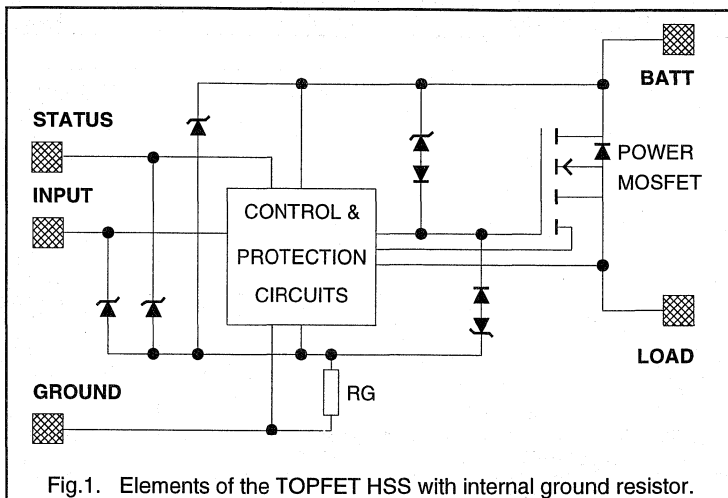 BATT
STATUS
POWER
MOSFET
INPUT
CONTROL &
PROTECTION
CIRCUITS
LOAD
GROUND
RG
Fig.1. Elements of the TOPFET HSS with internal ground resistor.